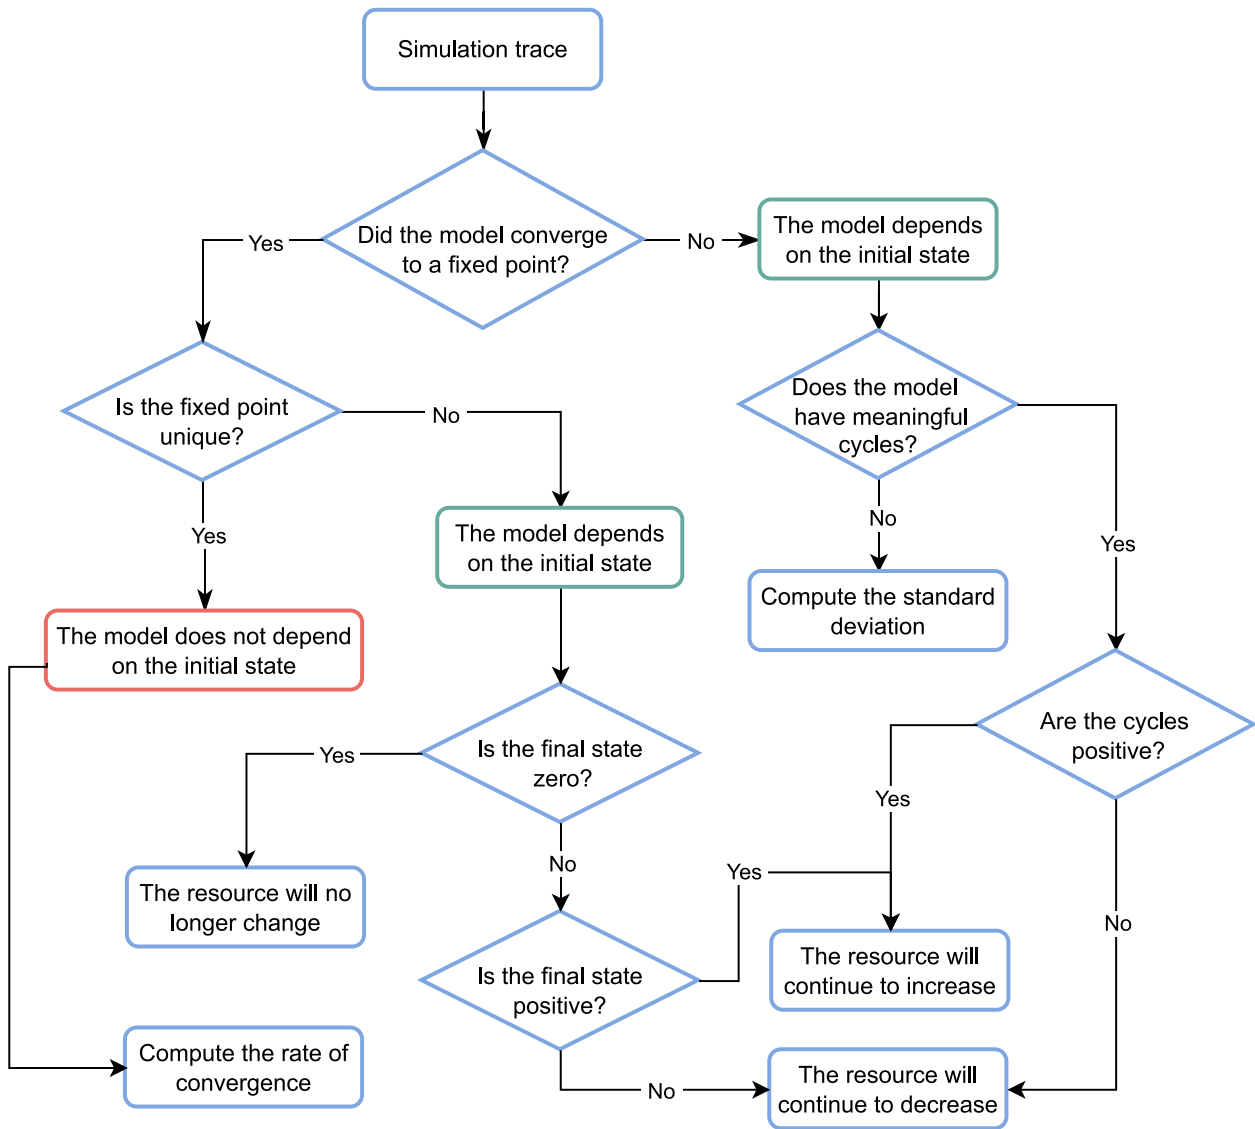 Simulation trace
Did the model converge
to a fixed point?
Yes
No
The model depends
on the initial state
Is the fixed point
unique?
No
Does the model
have meaningful
cycles?
Yes
The model depends
on the initial state
No
Yes
Compute the standard
deviation
The model does not depend
on the initial state
Is the final state
zero?
Yes
Are the cycles
positive?
Yes
No
Yes
The resource will no
longer change
No
Is the final state
positive?
The resource will
continue to increase
Compute the rate of
convergence
No
The resource will
continue to decrease